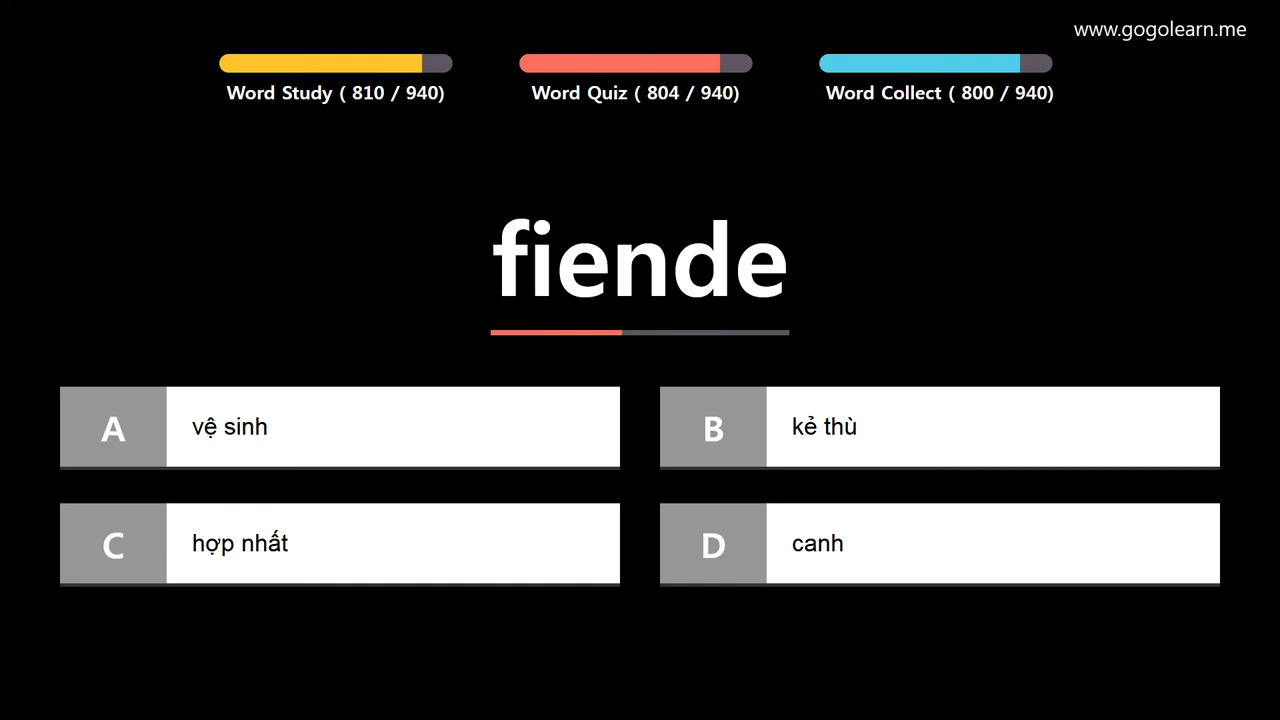 www.gogolearn.me
Word Study ( 810 / 940)
Word Quiz ( 804 / 940)
Word Collect ( 800 / 940)
fiende
A vệ sinh
B kẻ thù
C hợp nhất
D canh